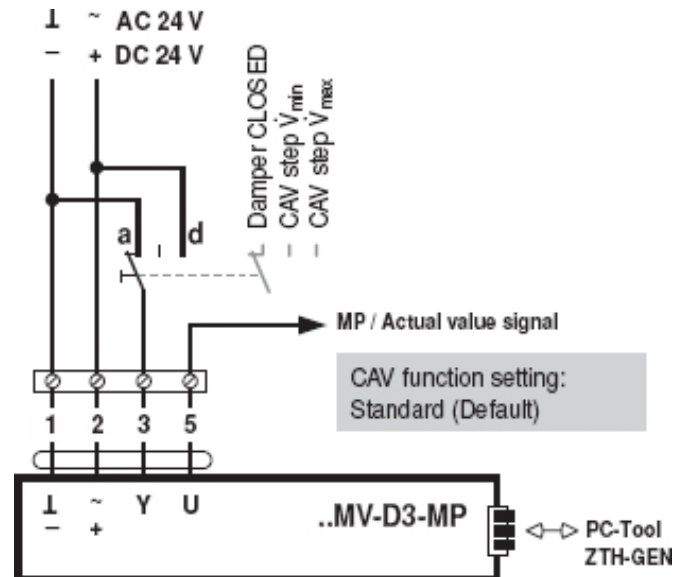 ⊥ ~ AC 24 V
– + DC 24 V
Damper CLOSED
CAV step V̇min
CAV step V̇max
a d
MP / Actual value signal
CAV function setting:
Standard (Default)
1 2 3 5
⊥ ~ Y U
– +
..MV-D3-MP
PC-Tool
ZTH-GEN